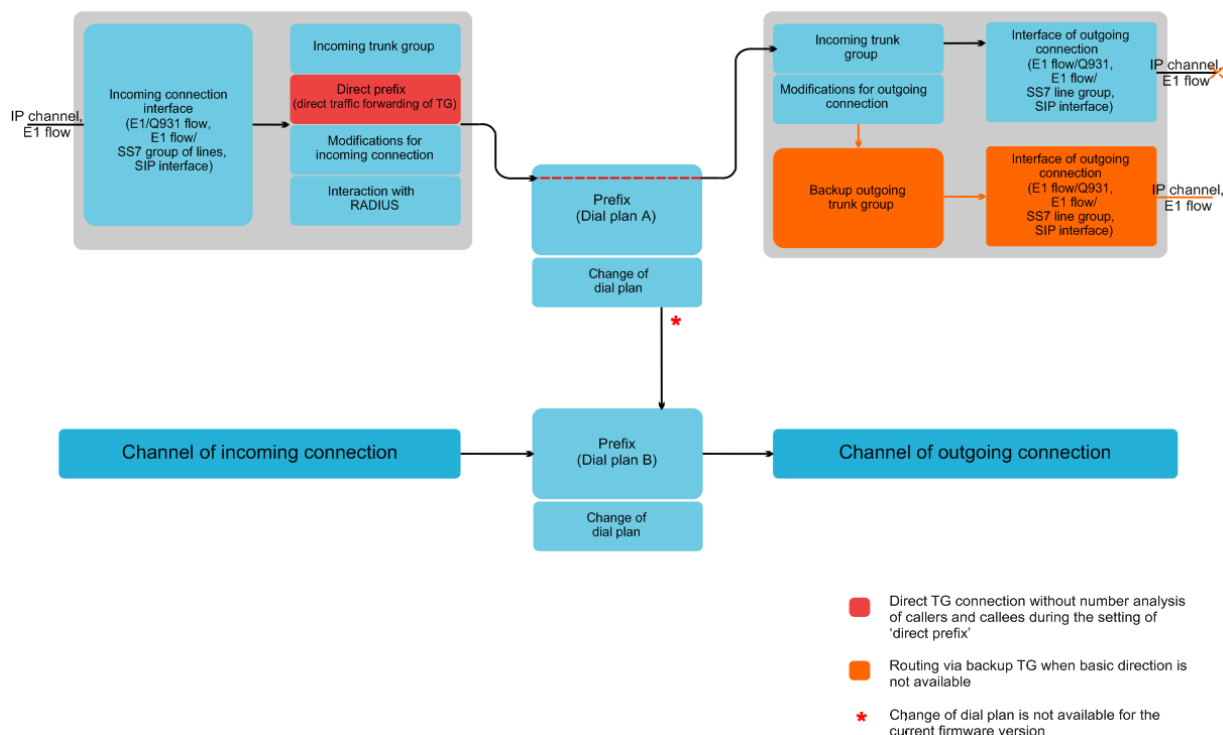 IP channel,
E1 flow
Incoming connection
interface
(E1/Q931 flow,
E1 flow/
SS7 group of lines,
SIP interface)
Incoming trunk group
Direct prefix
(direct traffic forwarding of TG)
Modifications for
incoming connection
Interaction with
RADIUS
Prefix
(Dial plan A)
Change of
dial plan
*
Incoming trunk
group
Modifications for outgoing
connection
Interface of outgoing
connection
(E1 flow/Q931,
E1 flow/
SS7 line group,
SIP interface)
IP channel,
E1 flow
Backup outgoing
trunk group
Interface of outgoing
connection
(E1 flow/Q931,
E1 flow/
SS7 line group,
SIP interface)
IP channel,
E1 flow
Channel of incoming connection
Prefix
(Dial plan B)
Change of
dial plan
Channel of outgoing connection
Direct TG connection without number analysis
of callers and callees during the setting of
‘direct prefix’
Routing via backup TG when basic direction is
not available
* Change of dial plan is not available for the
current firmware version